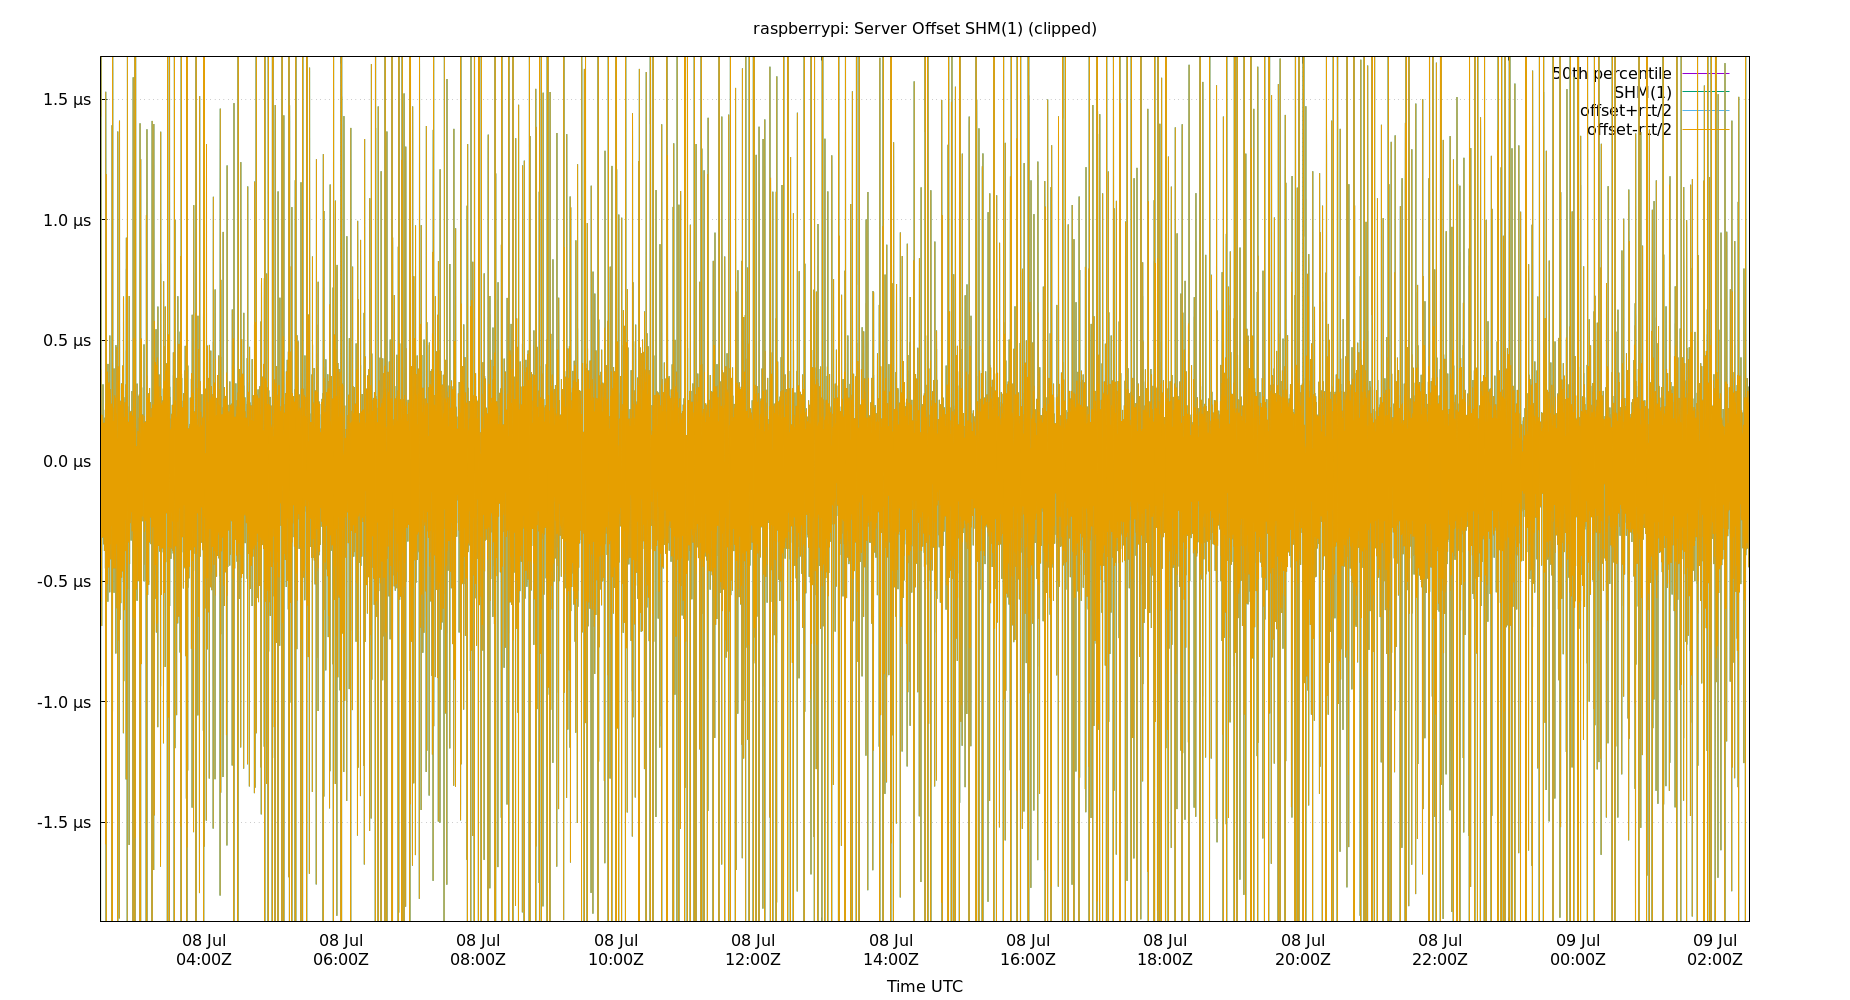 raspberrypi: Server Offset SHM(1) (clipped)
50th percentile
SHM(1)
offset+rtt/2
offset-rtt/2
1.5 µs
1.0 µs
0.5 µs
0.0 µs
-0.5 µs
-1.0 µs
-1.5 µs
08 Jul 08 Jul 08 Jul 08 Jul 08 Jul 08 Jul 08 Jul 08 Jul 08 Jul 08 Jul 09 Jul 09 Jul
04:00Z 06:00Z 08:00Z 10:00Z 12:00Z 14:00Z 16:00Z 18:00Z 20:00Z 22:00Z 00:00Z 02:00Z
Time UTC